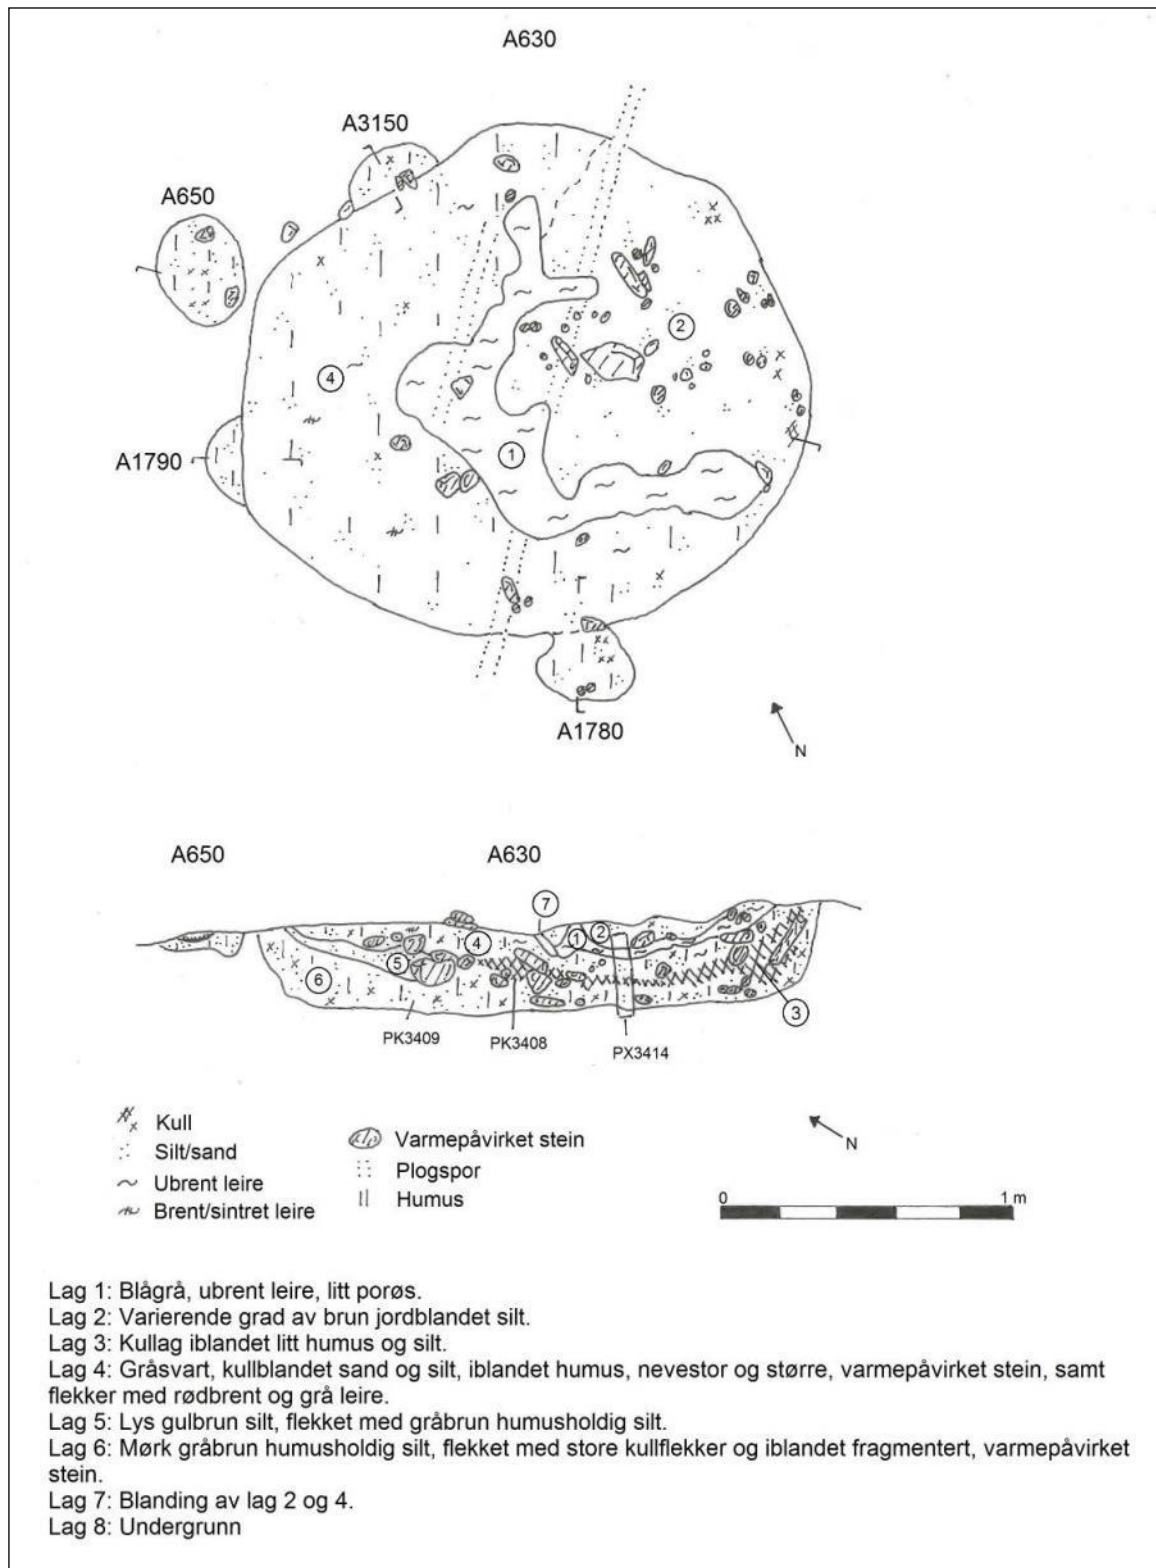 A630
A3150
A650
2
4
A1790
1
A1780
N
A650
A630
7
1
2
4
5
6
3
PK3409
PK3408
PX3414
Kull
Silt/sand
Ubrent leire
Brent/sintret leire
Varmepåvirket stein
Plogspor
Humus
N
0
1 m
Lag 1: Blågrå, ubrent leire, litt porøs.
Lag 2: Varierende grad av brun jordblandet silt.
Lag 3: Kullag iblandet litt humus og silt.
Lag 4: Gråsvart, kullblandet sand og silt, iblandet humus, nevestor og større, varmepåvirket stein, samt
flekker med rødbrent og grå leire.
Lag 5: Lys gulbrun silt, flekket med gråbrun humusholdig silt.
Lag 6: Mørk gråbrun humusholdig silt, flekket med store kullflekker og iblandet fragmentert, varmepåvirket
stein.
Lag 7: Blanding av lag 2 og 4.
Lag 8: Undergrunn